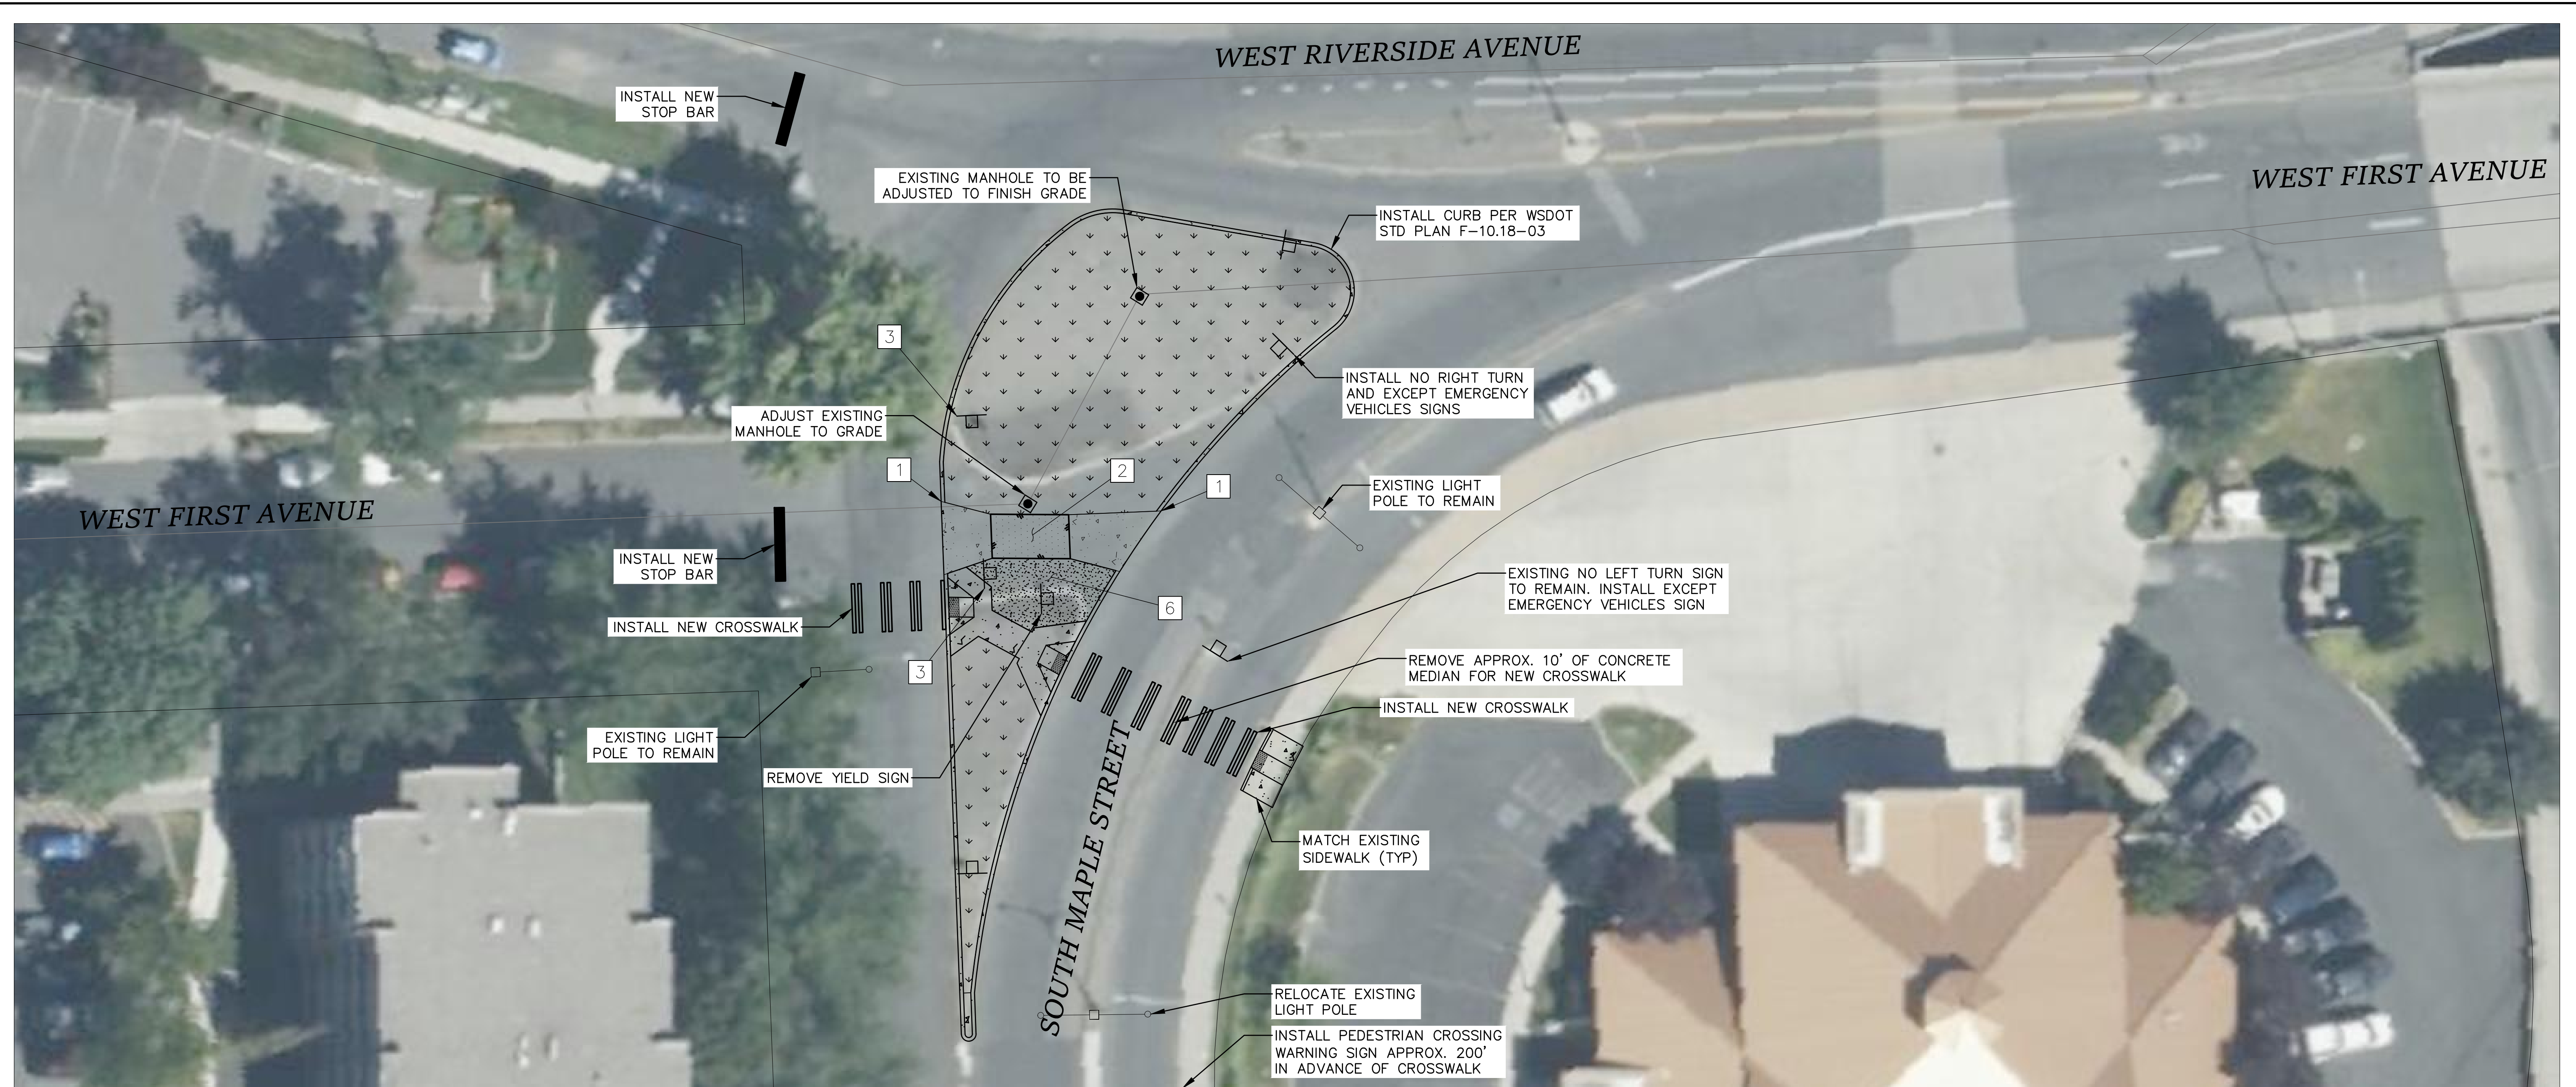 WEST RIVERSIDE AVENUE
INSTALL NEW
STOP BAR
EXISTING MANHOLE TO BE
ADJUSTED TO FINISH GRADE
WEST FIRST AVENUE
INSTALL CURB PER WSDOT
STD PLAN F-10.18-03
3
INSTALL NO RIGHT TURN
AND EXCEPT EMERGENCY
VEHICLES SIGNS
ADJUST EXISTING
MANHOLE TO GRADE
1
2
1
EXISTING LIGHT
POLE TO REMAIN
WEST FIRST AVENUE
INSTALL NEW
STOP BAR
EXISTING NO LEFT TURN SIGN
TO REMAIN. INSTALL EXCEPT
EMERGENCY VEHICLES SIGN
6
INSTALL NEW CROSSWALK
3
REMOVE APPROX. 10' OF CONCRETE
MEDIAN FOR NEW CROSSWALK
INSTALL NEW CROSSWALK
EXISTING LIGHT
POLE TO REMAIN
REMOVE YIELD SIGN
SOUTH MAPLE STREET
MATCH EXISTING
SIDEWALK (TYP)
RELOCATE EXISTING
LIGHT POLE
INSTALL PEDESTRIAN CROSSING
WARNING SIGN APPROX. 200'
IN ADVANCE OF CROSSWALK